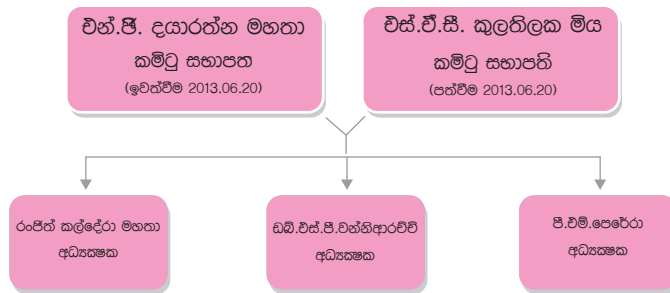 එන්.ජී. දයාරත්න මහතා
කමිටු සභාපත
(ඉවත්වීම 2013.06.20)
එස්.ඒ.සී. කුලතිලක මිය
කමිටු සභාපති
(පත්වීම 2013.06.20)
රංජිත් කල්දේරා මහතා
අධ්‍යක්‍ෂක
ඩබ්.එස්.පී.වන්නිආරච්චි
අධ්‍යක්‍ෂක
පී.එම්.පෙරේරා
අධ්‍යක්‍ෂක